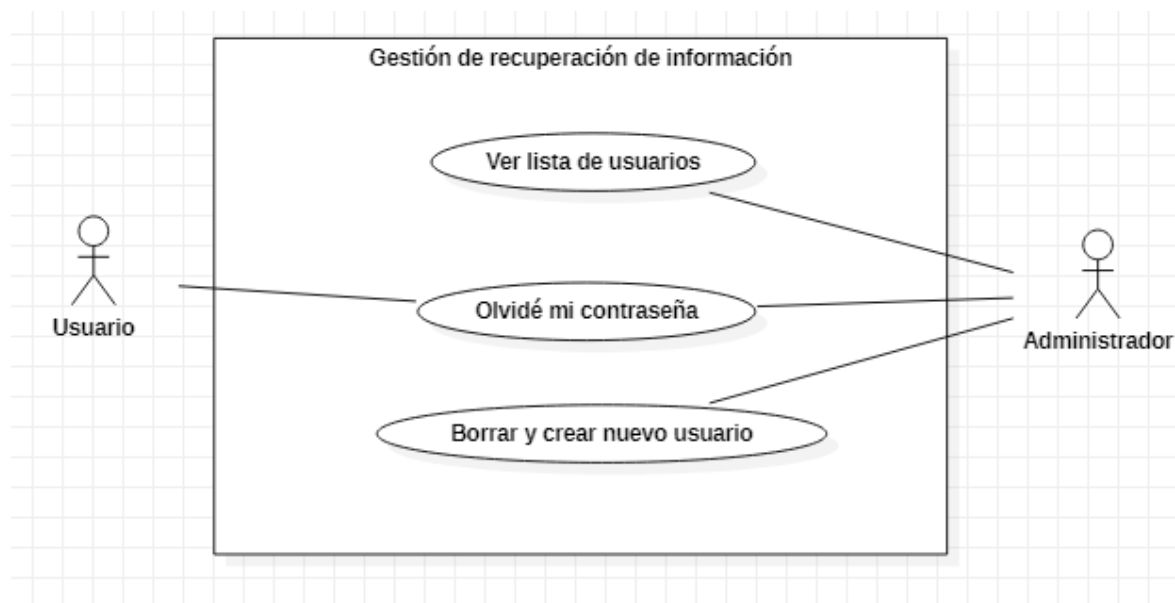 Gestión de recuperación de información
Ver lista de usuarios
Usuario
Olvidé mi contraseña
Administrador
Borrar y crear nuevo usuario